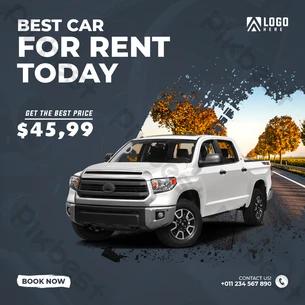 BEST CAR
FOR RENT
TODAY
LOGO
HERE
GET THE BEST PRICE
$45,99
BOOK NOW
CONTACT US!
+011 234 567 890